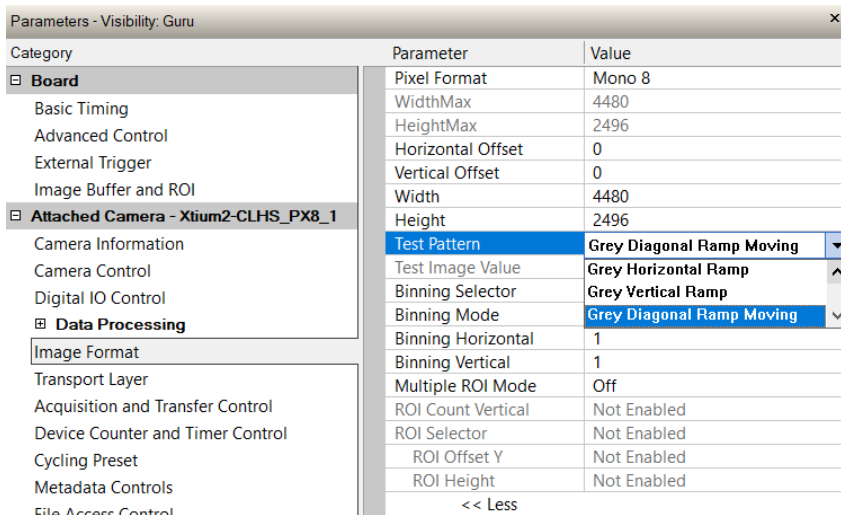 Parameters - Visibility: Guru ×
Category Parameter Value
Board
Basic Timing
Advanced Control
External Trigger
Image Buffer and ROI
Attached Camera - Xtium2-CLHS_PX8_1
Camera Information
Camera Control
Digital IO Control
Data Processing
Image Format
Transport Layer
Acquisition and Transfer Control
Device Counter and Timer Control
Cycling Preset
Metadata Controls
File Access Control
Pixel Format Mono 8
WidthMax 4480
HeightMax 2496
Horizontal Offset 0
Vertical Offset 0
Width 4480
Height 2496
Test Pattern Grey Diagonal Ramp Moving
Test Image Value Grey Horizontal Ramp
Binning Selector Grey Vertical Ramp
Binning Mode Grey Diagonal Ramp Moving
Binning Horizontal 1
Binning Vertical 1
Multiple ROI Mode Off
ROI Count Vertical Not Enabled
ROI Selector Not Enabled
ROI Offset Y Not Enabled
ROI Height Not Enabled
<< Less